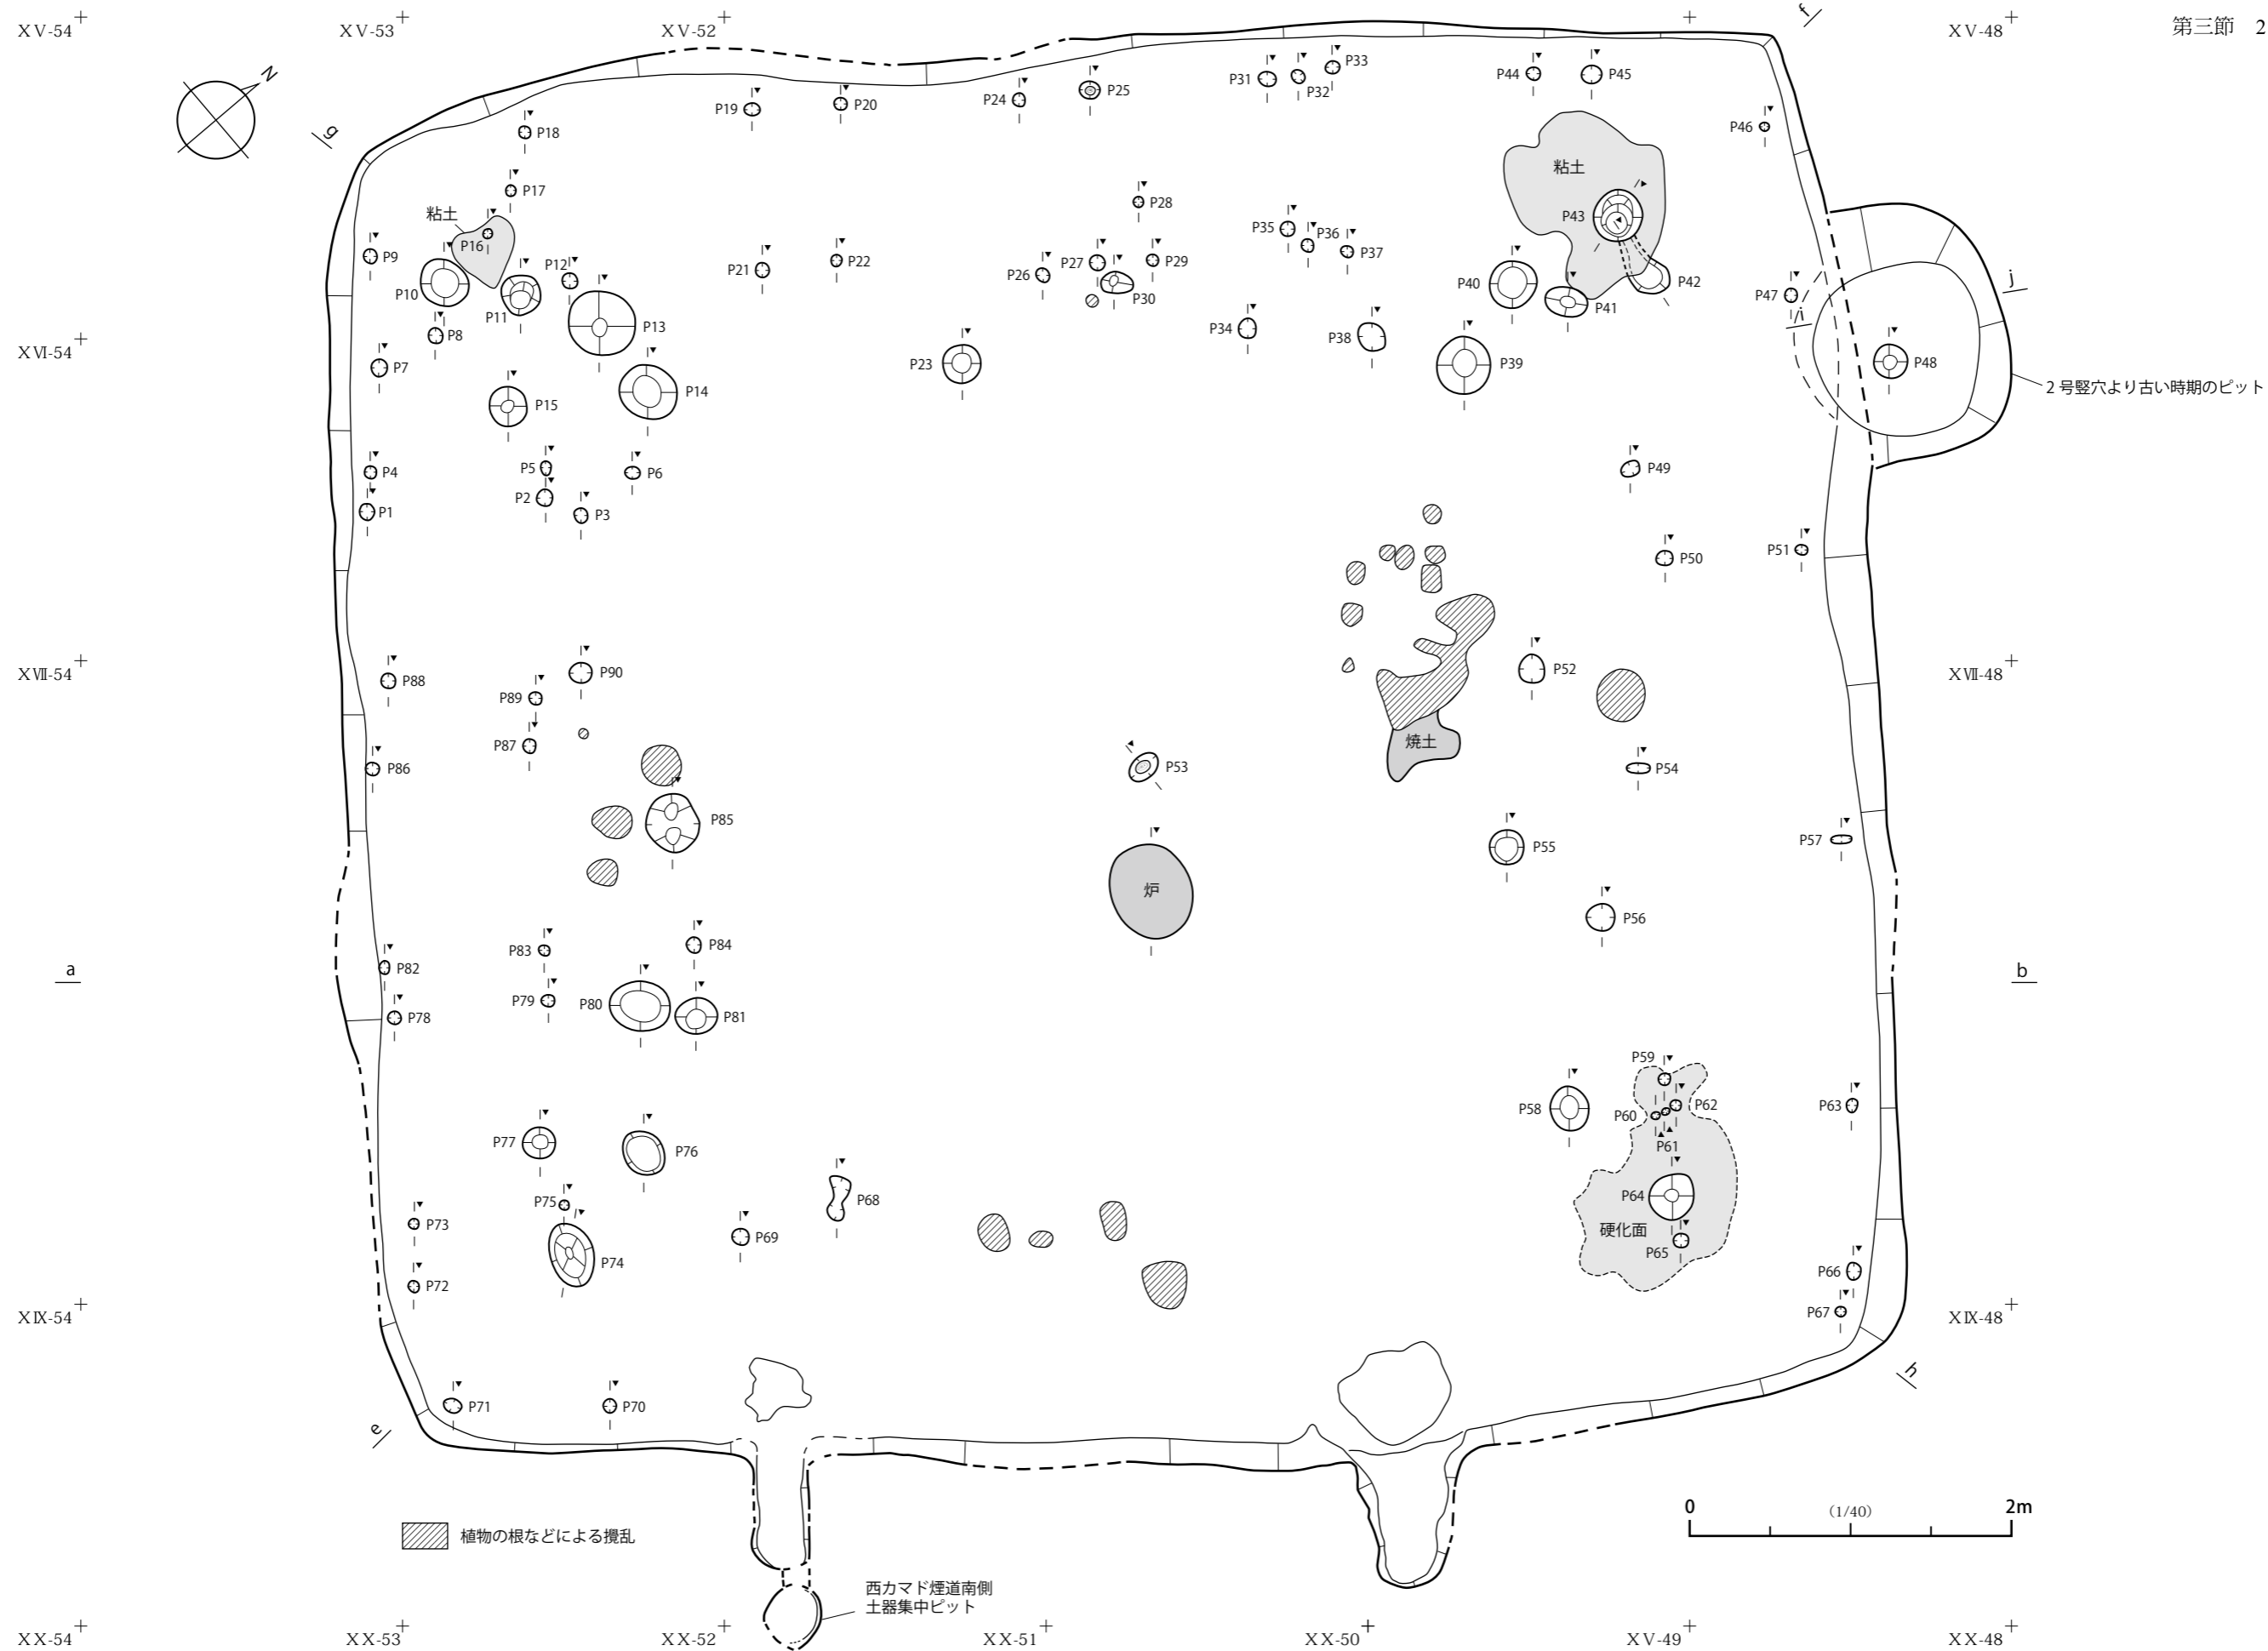 第三節 2
XV-54
XV-53
XV-52
XV-48
f
N
g
P31
P32
P33
P44
P45
P19
P20
P24
P25
P18
P46
粘土
P17
粘土
P43
P28
P16
P9
P35
P36
P37
P12
P21
P22
P26
P27
P29
P30
P10
P11
P40
P41
P42
P47
j
P13
P8
P34
P38
XVI-54
P7
P23
P39
P48
2号竪穴より古い時期のピット
P14
P15
P4
P5
P6
P49
P1
P2
P3
P51
P50
XVII-54
P88
P90
P52
XVII-48
P89
P87
焼土
P86
P53
P54
P85
P57
P55
炉
P56
P83
P84
a
P82
b
P79
P80
P81
P78
P59
P58
P60
P62
P63
P61
P77
P76
P75
P68
P64
P73
P69
硬化面
P65
P74
P66
P72
P67
XIX-54
XIX-48
h
P71
P70
e
0
(1/40)
2m
植物の根などによる攪乱
西カマド煙道南側
土器集中ピット
XX-54
XX-53
XX-52
XX-51
XX-50
XV-49
XX-48